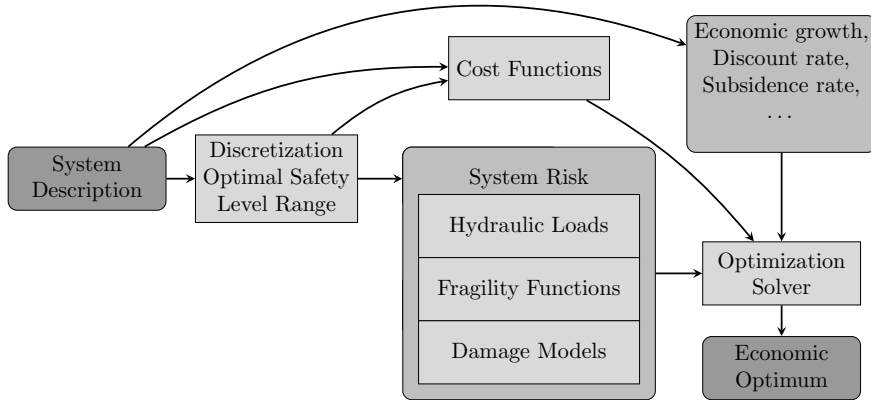 Economic growth,
Discount rate,
Subsidence rate,
...
Cost Functions
System
Description
Discretization
Optimal Safety
Level Range
System Risk
Hydraulic Loads
Fragility Functions
Damage Models
Optimization
Solver
Economic
Optimum